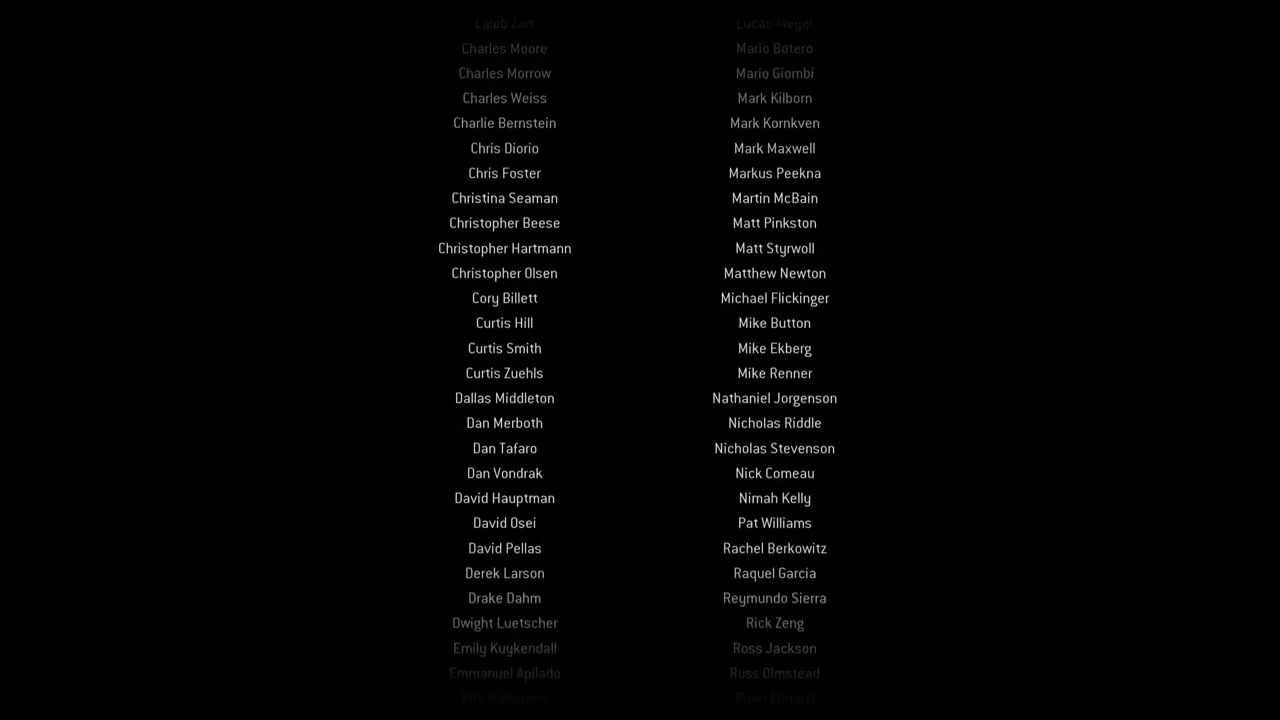 Caleb Zart
Charles Moore
Charles Morrow
Charles Weiss
Charlie Bernstein
Chris Diorio
Chris Foster
Christina Seaman
Christopher Beese
Christopher Hartmann
Christopher Olsen
Cory Billett
Curtis Hill
Curtis Smith
Curtis Zuehls
Dallas Middleton
Dan Merboth
Dan Tafaro
Dan Vondrak
David Hauptman
David Osei
David Pellas
Derek Larson
Drake Dahm
Dwight Luetscher
Emily Kuykendall
Emmanuel Apilado
Lucas Meyer
Mario Botero
Mario Giombi
Mark Kilborn
Mark Kornkven
Mark Maxwell
Markus Peekna
Martin McBain
Matt Pinkston
Matt Styrwoll
Matthew Newton
Michael Flickinger
Mike Button
Mike Ekberg
Mike Renner
Nathaniel Jorgenson
Nicholas Riddle
Nicholas Stevenson
Nick Comeau
Nimah Kelly
Pat Williams
Rachel Berkowitz
Raquel Garcia
Reymundo Sierra
Rick Zeng
Ross Jackson
Russ Olmstead